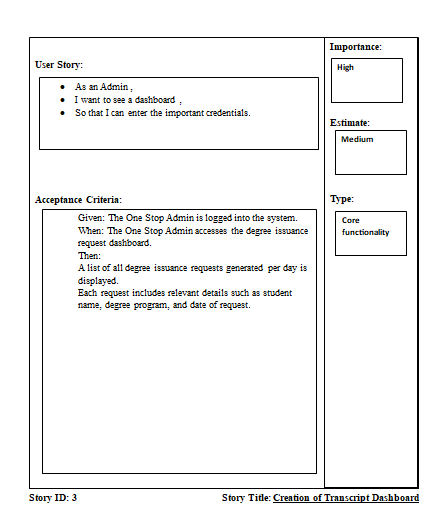 Importance:
User Story:
High
• As an Admin ,
• I want to see a dashboard ,
• So that I can enter the important credentials.
Estimate:
Medium
Acceptance Criteria:
Type:
Given: The One Stop Admin is logged into the system.
When: The One Stop Admin accesses the degree issuance
request dashboard.
Then:
A list of all degree issuance requests generated per day is
displayed.
Each request includes relevant details such as student
name, degree program, and date of request.
Core
functionality
Story ID: 3
Story Title: Creation of Transcript Dashboard